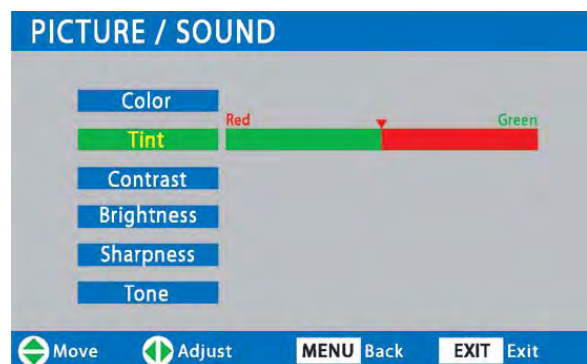 PICTURE / SOUND
Color
Red Green
Tint
Contrast
Brightness
Sharpness
Tone
Move Adjust MENU Back EXIT Exit